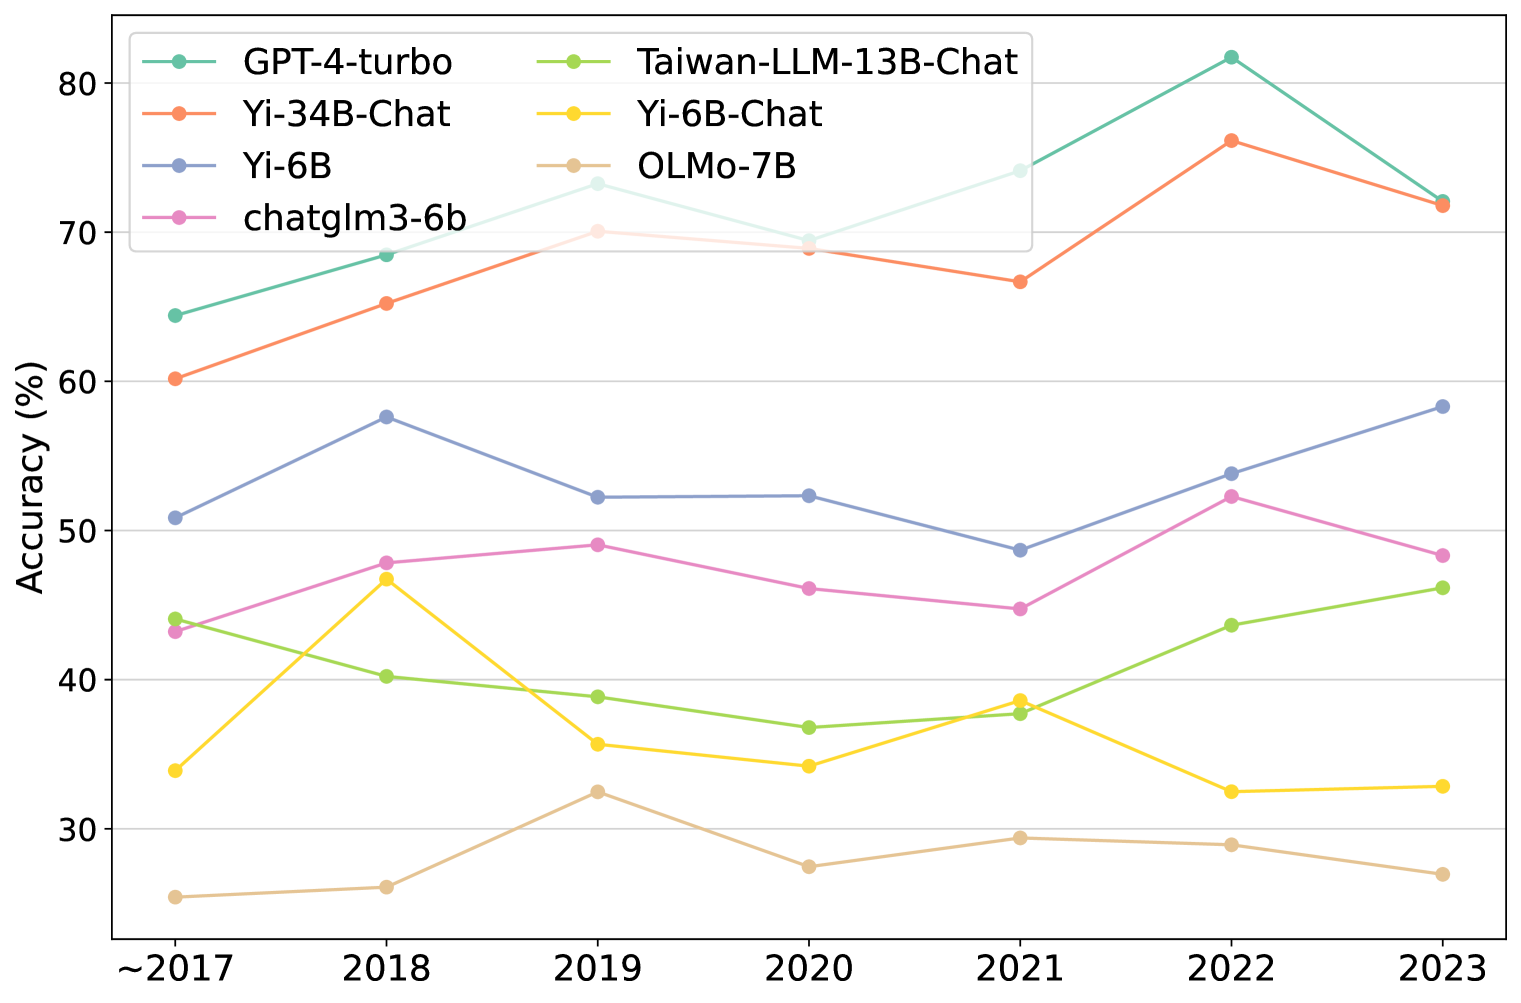 GPT-4-turbo
Yi-34B-Chat
Yi-6B
chatglm3-6b
Taiwan-LLM-13B-Chat
Yi-6B-Chat
OLMo-7B
Accuracy (%)
80
70
60
50
40
30
~2017 2018 2019 2020 2021 2022 2023